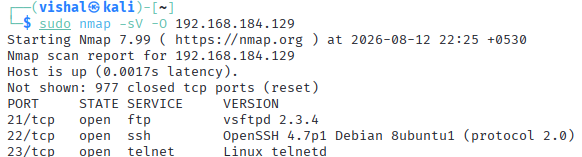 ┌──(vishal㉿kali)-[~]
└─$ sudo nmap -sV -O 192.168.184.129
Starting Nmap 7.99 ( https://nmap.org ) at 2026-08-12 22:25 +0530
Nmap scan report for 192.168.184.129
Host is up (0.0017s latency).
Not shown: 977 closed tcp ports (reset)
PORT     STATE SERVICE     VERSION
21/tcp   open  ftp         vsftpd 2.3.4
22/tcp   open  ssh         OpenSSH 4.7p1 Debian 8ubuntu1 (protocol 2.0)
23/tcp   open  telnet      Linux telnetd